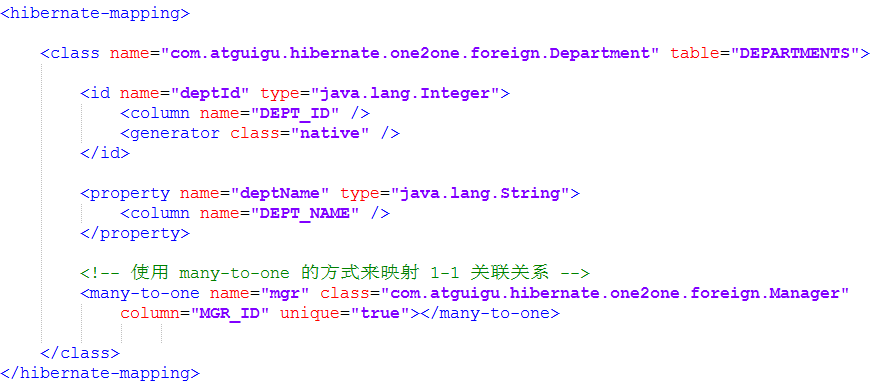 <hibernate-mapping>
<class name="com.atguigu.hibernate.one2one.foreign.Department" table="DEPARTMENTS">
<id name="deptId" type="java.lang.Integer">
<column name="DEPT_ID" />
<generator class="native" />
</id>
<property name="deptName" type="java.lang.String">
<column name="DEPT_NAME" />
</property>
<!-- 使用 many-to-one 的方式来映射 1-1 关联关系 -->
<many-to-one name="mgr" class="com.atguigu.hibernate.one2one.foreign.Manager"
column="MGR_ID" unique="true"></many-to-one>
</class>
</hibernate-mapping>